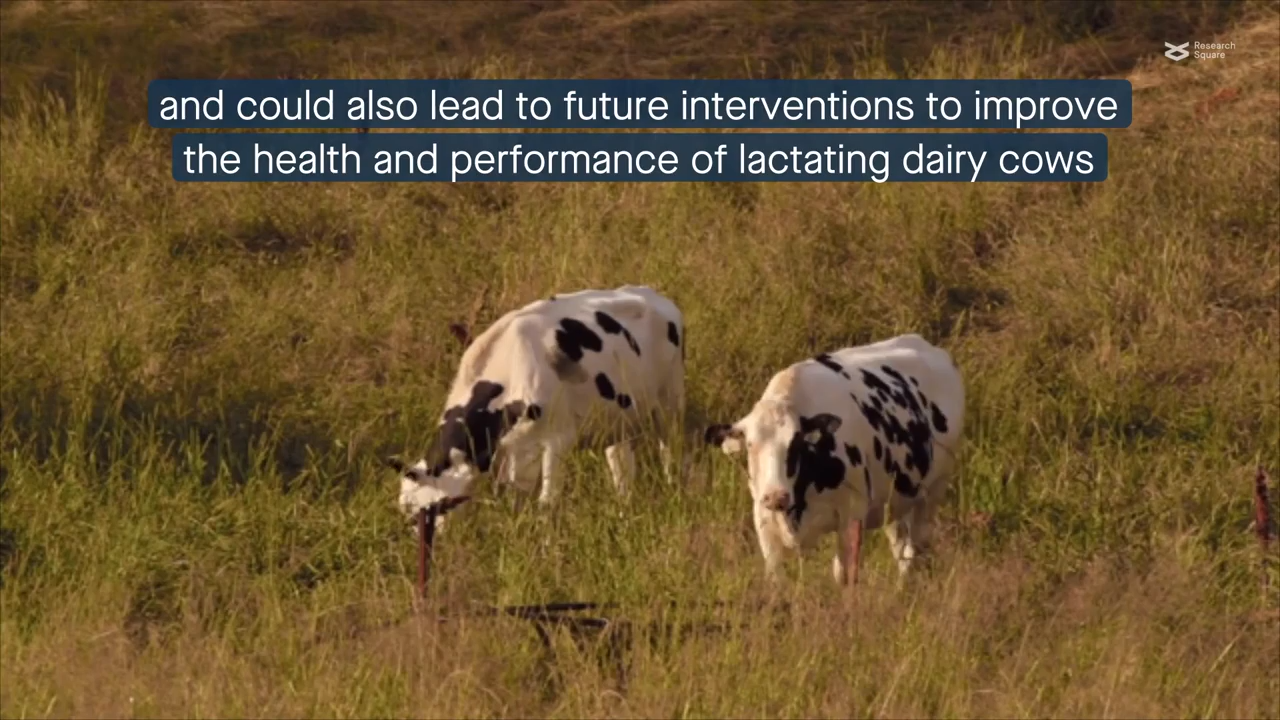 Research
Square
and could also lead to future interventions to improve
the health and performance of lactating dairy cows